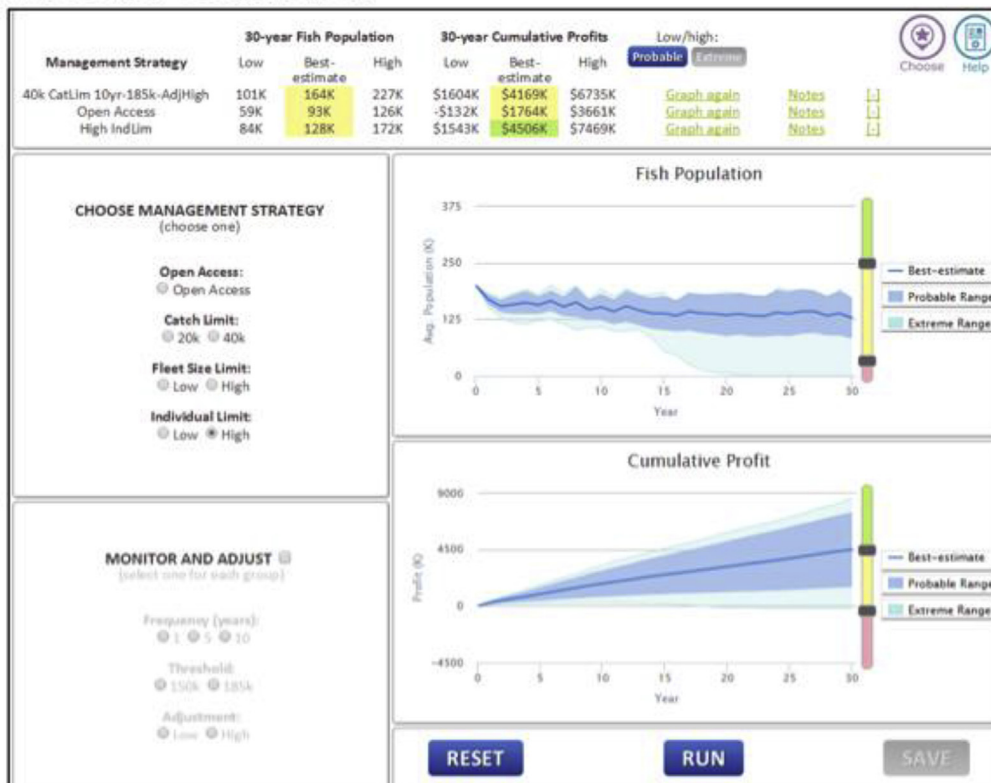 30-year Fish Population 30-year Cumulative Profits Low/high:
Management Strategy Low Best-estimate High Low Best-estimate High Probable Extreme
40k CatLim 10yr-185k-AdjHigh 101K 164K 227K $1604K $4169K $6735K Graph again Notes [-]
Open Access 59K 93K 126K -$132K $1764K $3661K Graph again Notes [-]
High IndLim 84K 128K 172K $1543K $4506K $7469K Graph again Notes [-]
Choose Help
CHOOSE MANAGEMENT STRATEGY
(choose one)
Open Access:
Open Access
Catch Limit:
20k 40k
Fleet Size Limit:
Low High
Individual Limit:
Low High
MONITOR AND ADJUST
(select one for each group)
Frequency (years):
1 5 10
Threshold:
150k 185k
Adjustment:
Low High
Fish Population
Avg. Population (K)
375
250
125
0
0 5 10 15 20 25 30
Year
Best-estimate
Probable Range
Extreme Range
Cumulative Profit
Profit (K)
9000
4500
0
-4500
0 5 10 15 20 25 30
Year
Best-estimate
Probable Range
Extreme Range
RESET RUN SAVE